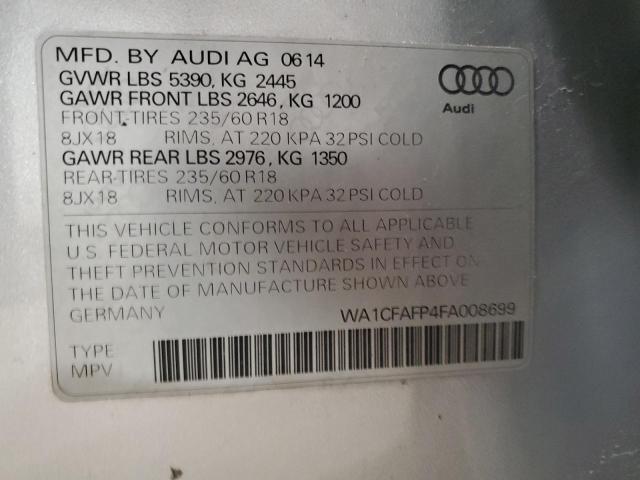 MFD. BY AUDI AG 06 14
GVWR LBS 5390, KG 2445
GAWR FRONT LBS 2646, KG 1200
FRONT-TIRES 235/60 R18
8JX18 RIMS, AT 220 KPA 32 PSI COLD
GAWR REAR LBS 2976, KG 1350
REAR-TIRES 235/60 R18
8JX18 RIMS, AT 220 KPA 32 PSI COLD
Audi
THIS VEHICLE CONFORMS TO ALL APPLICABLE
U.S. FEDERAL MOTOR VEHICLE SAFETY AND
THEFT PREVENTION STANDARDS IN EFFECT ON
THE DATE OF MANUFACTURE SHOWN ABOVE
GERMANY WA1CFAFP4FA008699
TYPE
MPV